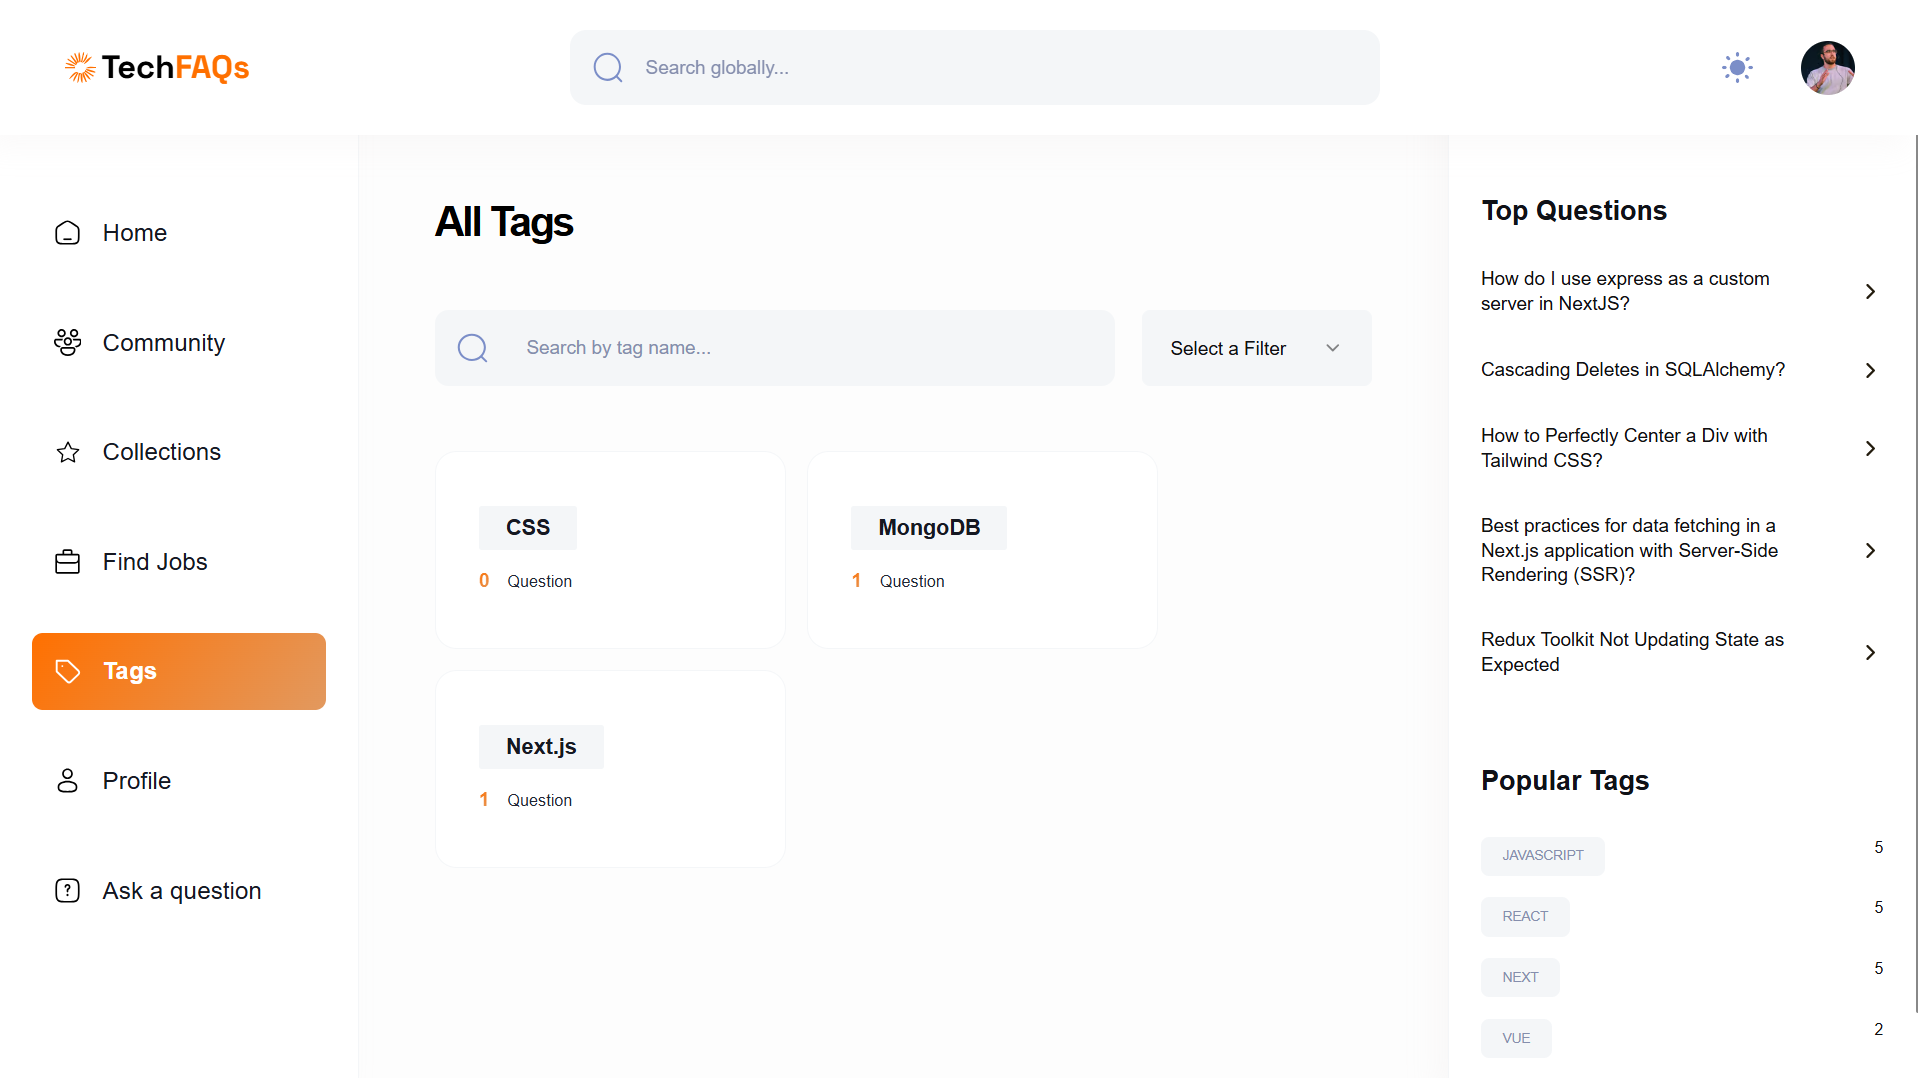 TechFAQs
Search globally...
Home
Community
Collections
Find Jobs
Tags
Profile
Ask a question
All Tags
Search by tag name...
Select a Filter
CSS
0 Question
MongoDB
1 Question
Next.js
1 Question
Top Questions
How do I use express as a custom
server in NextJS?
Cascading Deletes in SQLAlchemy?
How to Perfectly Center a Div with
Tailwind CSS?
Best practices for data fetching in a
Next.js application with Server-Side
Rendering (SSR)?
Redux Toolkit Not Updating State as
Expected
Popular Tags
JAVASCRIPT 5
REACT 5
NEXT 5
VUE 2